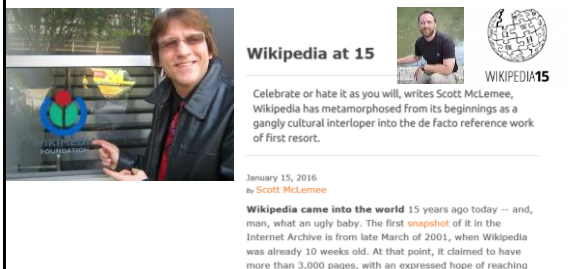 WIKIMEDIA
FOUNDATION
Wikipedia at 15
WIKIPEDIA15
Celebrate or hate it as you will, writes Scott McLemee,
Wikipedia has metamorphosed from its beginnings as a
gangly cultural interloper into the de facto reference work
of first resort.
January 15, 2016
By Scott McLemee
Wikipedia came into the world 15 years ago today -- and,
man, what an ugly baby. The first snapshot of it in the
Internet Archive is from late March of 2001, when Wikipedia
was already 10 weeks old. At that point, it claimed to have
more than 3,000 pages, with an expressed hope of reaching